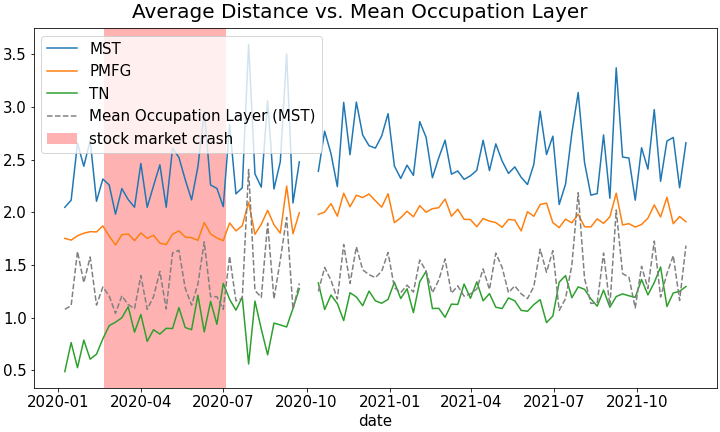 Average Distance vs. Mean Occupation Layer
MST
PMFG
TN
Mean Occupation Layer (MST)
stock market crash
3.5
3.0
2.5
2.0
1.5
1.0
0.5
2020-01 2020-04 2020-07 2020-10 2021-01 2021-04 2021-07 2021-10
date